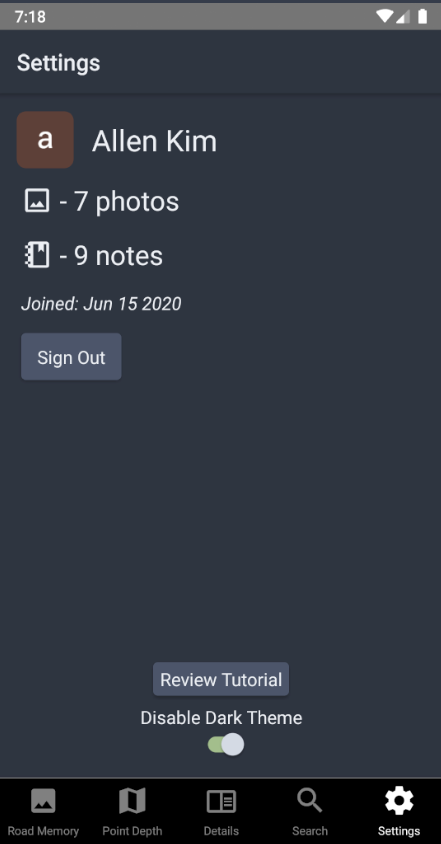 7:18
Settings
a
Allen Kim
- 7 photos
- 9 notes
Joined: Jun 15 2020
Sign Out
Review Tutorial
Disable Dark Theme
Road Memory
Point Depth
Details
Search
Settings